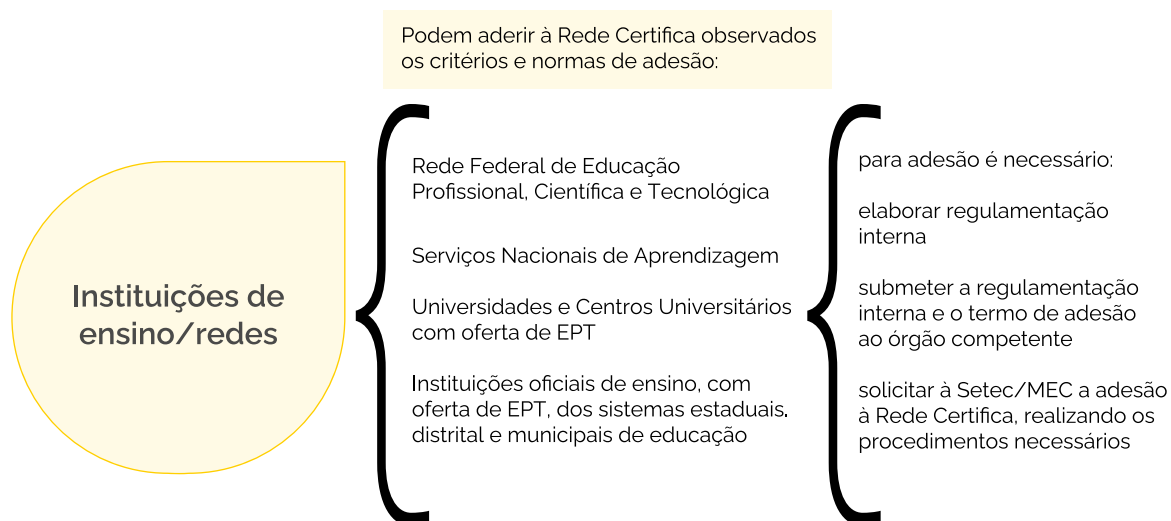 Podem aderir à Rede Certifica observados
os critérios e normas de adesão:
Instituições de
ensino/redes
Rede Federal de Educação
Profissional, Científica e Tecnológica
Serviços Nacionais de Aprendizagem
Universidades e Centros Universitários
com oferta de EPT
Instituições oficiais de ensino, com
oferta de EPT, dos sistemas estaduais.
distrital e municipais de educação
para adesão é necessário:
elaborar regulamentação
interna
submeter a regulamentação
interna e o termo de adesão
ao órgão competente
solicitar à Setec/MEC a adesão
à Rede Certifica, realizando os
procedimentos necessários